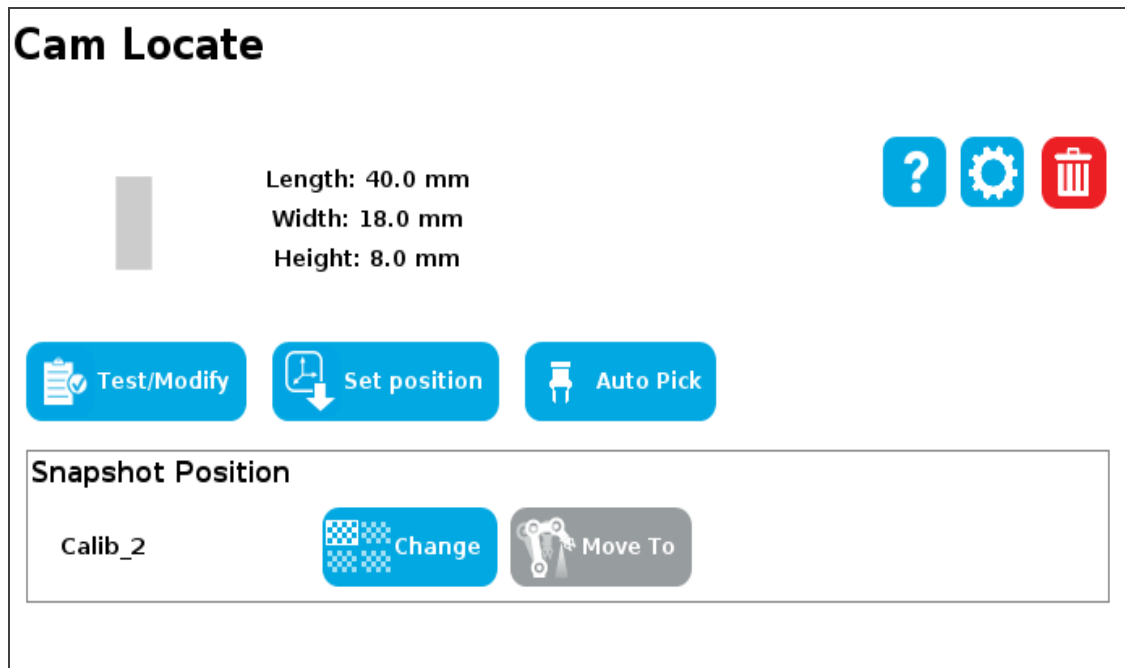 Cam Locate
Length: 40.0 mm
Width: 18.0 mm
Height: 8.0 mm
?
Test/Modify
Set position
Auto Pick
Snapshot Position
Calib_2
Change
Move To